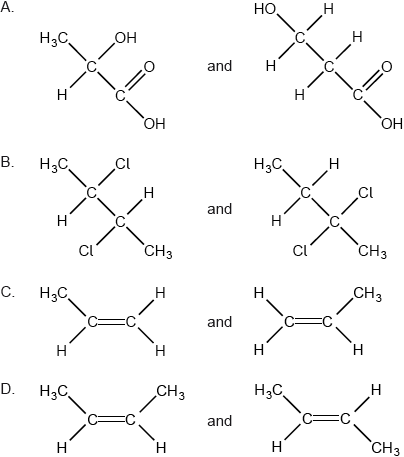 A.
HO H
H₃C OH
C O C H
C and H C O
H C H C
OH OH
B. H₃C Cl H₃C H
C H C Cl
H C and H C
Cl CH₃ Cl CH₃
C. H₃C H H CH₃
C C and C C
H H H H
D. H₃C CH₃ H₃C H
C C and C C
H H H CH₃